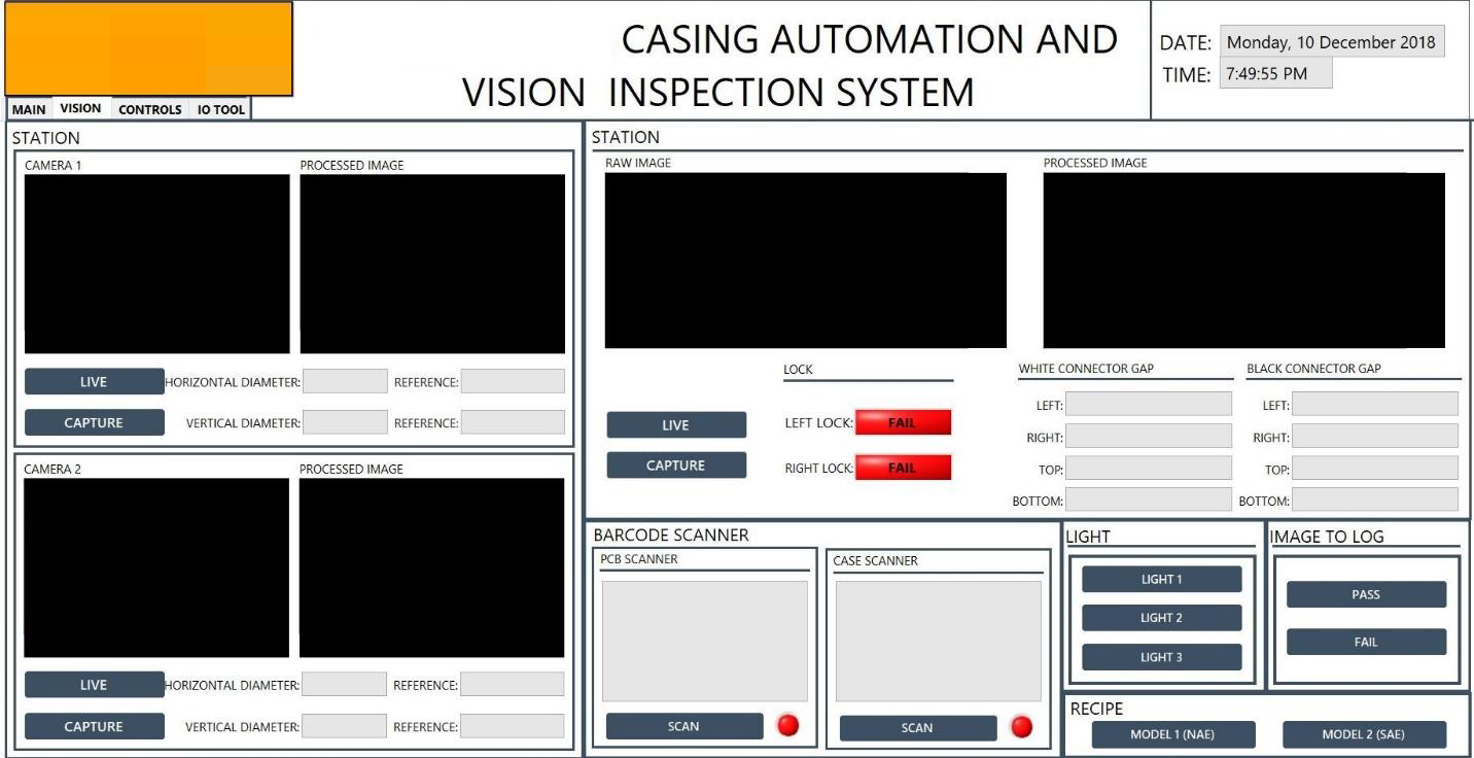 CASING AUTOMATION AND
VISION INSPECTION SYSTEM
DATE: Monday, 10 December 2018
TIME: 7:49:55 PM
MAIN VISION CONTROLS IO TOOL
STATION
CAMERA 1 PROCESSED IMAGE
LIVE HORIZONTAL DIAMETER: REFERENCE:
CAPTURE VERTICAL DIAMETER: REFERENCE:
CAMERA 2 PROCESSED IMAGE
LIVE HORIZONTAL DIAMETER: REFERENCE:
CAPTURE VERTICAL DIAMETER: REFERENCE:
STATION
RAW IMAGE PROCESSED IMAGE
LIVE
CAPTURE
LOCK
LEFT LOCK: FAIL
RIGHT LOCK: FAIL
WHITE CONNECTOR GAP
LEFT:
RIGHT:
TOP:
BOTTOM:
BLACK CONNECTOR GAP
LEFT:
RIGHT:
TOP:
BOTTOM:
BARCODE SCANNER
PCB SCANNER
SCAN
CASE SCANNER
SCAN
LIGHT
LIGHT 1
LIGHT 2
LIGHT 3
IMAGE TO LOG
PASS
FAIL
RECIPE
MODEL 1 (NAE) MODEL 2 (SAE)